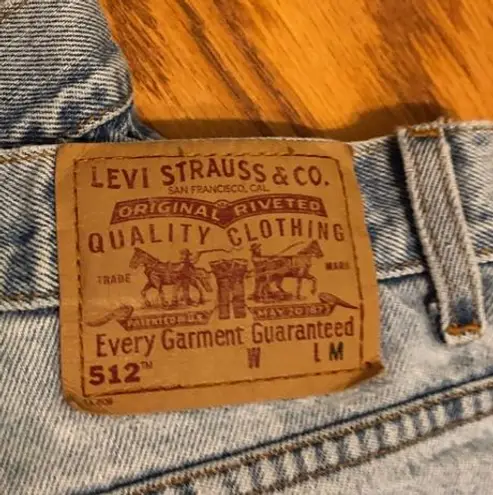 LEVI STRAUSS & CO.
SAN FRANCISCO, CAL.
ORIGINAL RIVETED
QUALITY CLOTHING
TRADE MARK
PATENTED IN U.S. MAY 20 1873
Every Garment Guaranteed
512™ W L M